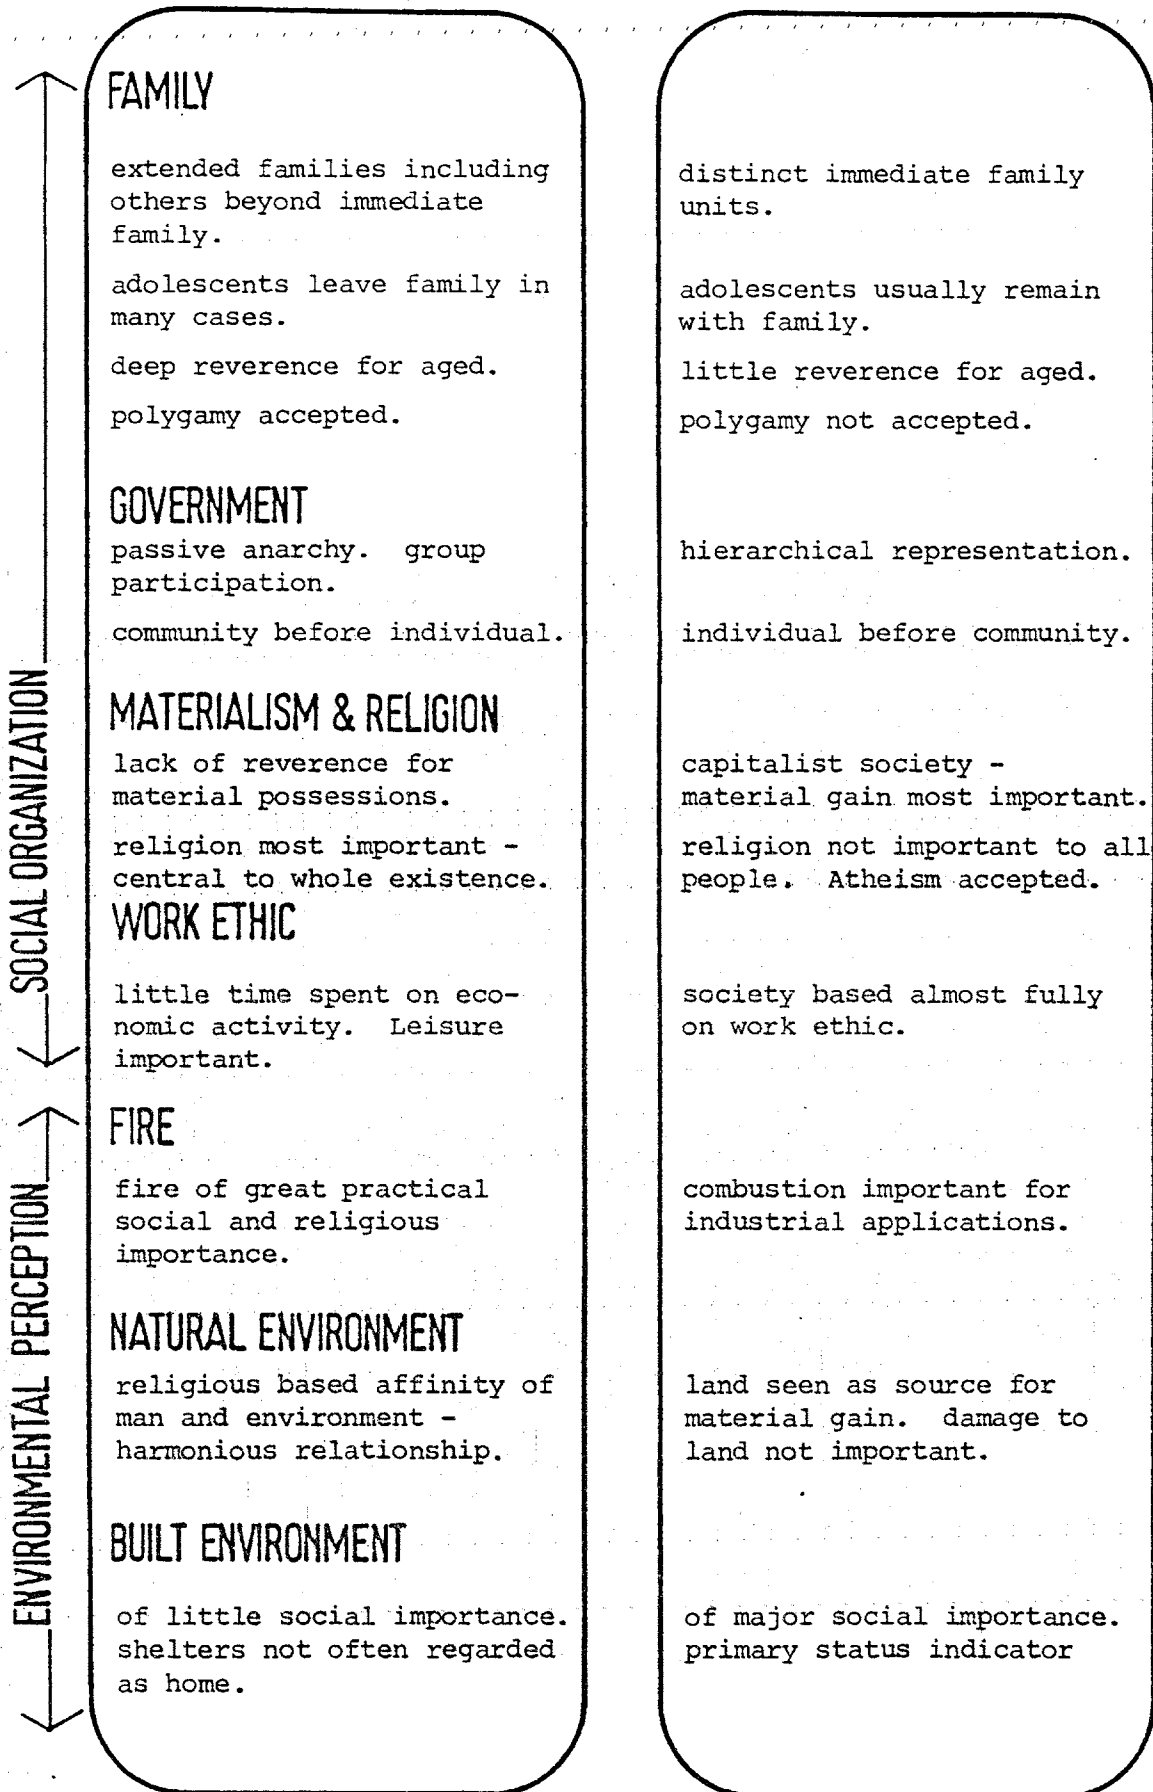 SOCIAL ORGANIZATION
ENVIRONMENTAL PERCEPTION
FAMILY
extended families including
others beyond immediate
family.
adolescents leave family in
many cases.
deep reverence for aged.
polygamy accepted.
GOVERNMENT
passive anarchy. group
participation.
community before individual.
MATERIALISM & RELIGION
lack of reverence for
material possessions.
religion most important -
central to whole existence.
WORK ETHIC
little time spent on eco-
nomic activity. Leisure
important.
FIRE
fire of great practical
social and religious
importance.
NATURAL ENVIRONMENT
religious based affinity of
man and environment -
harmonious relationship.
BUILT ENVIRONMENT
of little social importance.
shelters not often regarded
as home.
distinct immediate family
units.
adolescents usually remain
with family.
little reverence for aged.
polygamy not accepted.
hierarchical representation.
individual before community.
capitalist society -
material gain most important.
religion not important to all
people. Atheism accepted.
society based almost fully
on work ethic.
combustion important for
industrial applications.
land seen as source for
material gain. damage to
land not important.
of major social importance.
primary status indicator